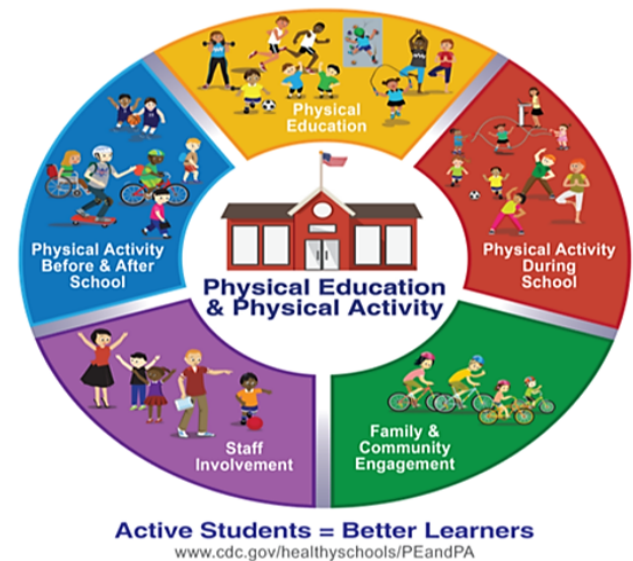 Physical
Education
Physical Activity
Before & After
School
Physical Activity
During
School
Physical Education
& Physical Activity
Staff
Involvement
Family &
Community
Engagement
Active Students = Better Learners
www.cdc.gov/healthyschools/PEandPA